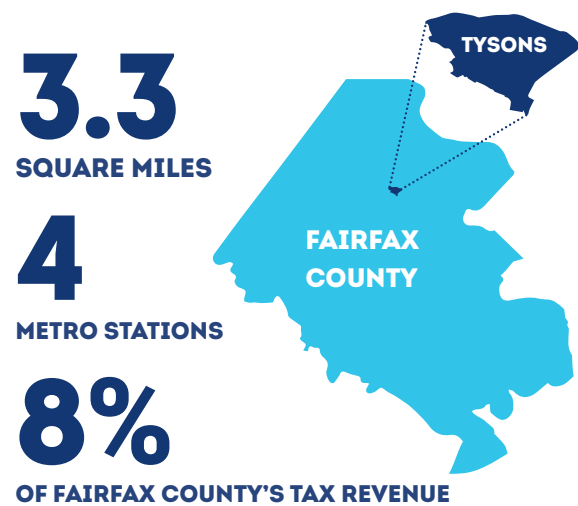 3.3
SQUARE MILES
4
METRO STATIONS
8%
OF FAIRFAX COUNTY'S TAX REVENUE
TYSONS
FAIRFAX
COUNTY